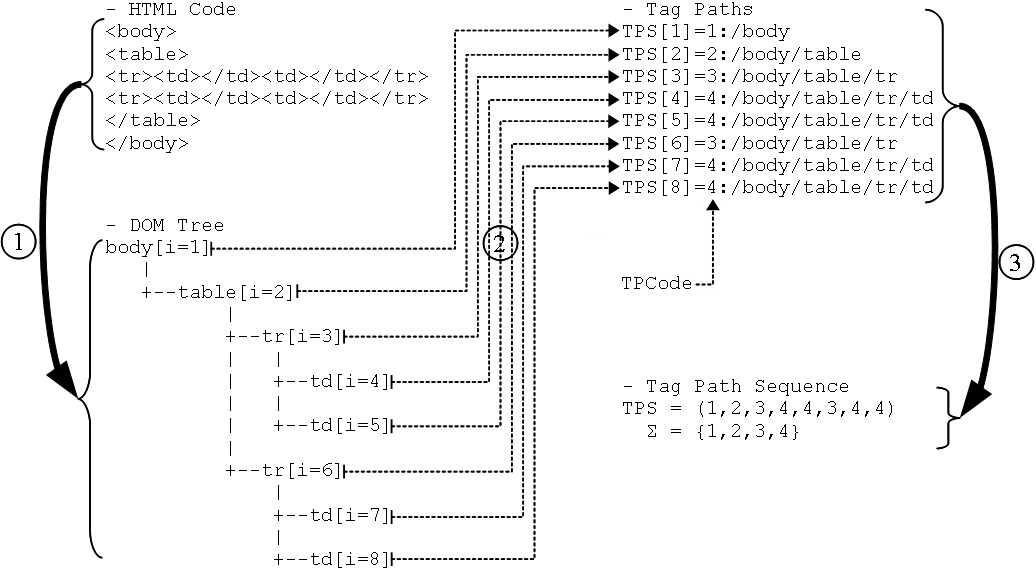 - HTML Code
<body>
<table>
<tr><td></td><td></td></tr>
<tr><td></td><td></td></tr>
</table>
</body>
1
- DOM Tree
body[i=1]
|
+--table[i=2]
|
+--tr[i=3]
| |
| +--td[i=4]
| |
| +--td[i=5]
|
+--tr[i=6]
|
+--td[i=7]
|
+--td[i=8]
2
- Tag Paths
TPS[1]=1:/body
TPS[2]=2:/body/table
TPS[3]=3:/body/table/tr
TPS[4]=4:/body/table/tr/td
TPS[5]=4:/body/table/tr/td
TPS[6]=3:/body/table/tr
TPS[7]=4:/body/table/tr/td
TPS[8]=4:/body/table/tr/td
TPCode
3
- Tag Path Sequence
TPS = (1,2,3,4,4,3,4,4)
Σ = {1,2,3,4}